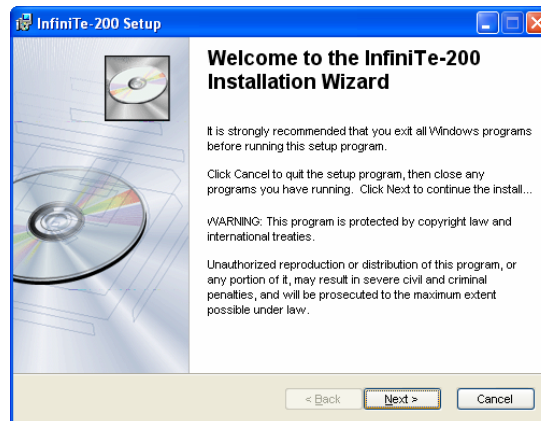 InfiniTe-200 Setup
Welcome to the InfiniTe-200
Installation Wizard
It is strongly recommended that you exit all Windows programs
before running this setup program.
Click Cancel to quit the setup program, then close any
programs you have running. Click Next to continue the install...
WARNING: This program is protected by copyright law and
international treaties.
Unauthorized reproduction or distribution of this program, or
any portion of it, may result in severe civil and criminal
penalties, and will be prosecuted to the maximum extent
possible under law.
< Back Next > Cancel